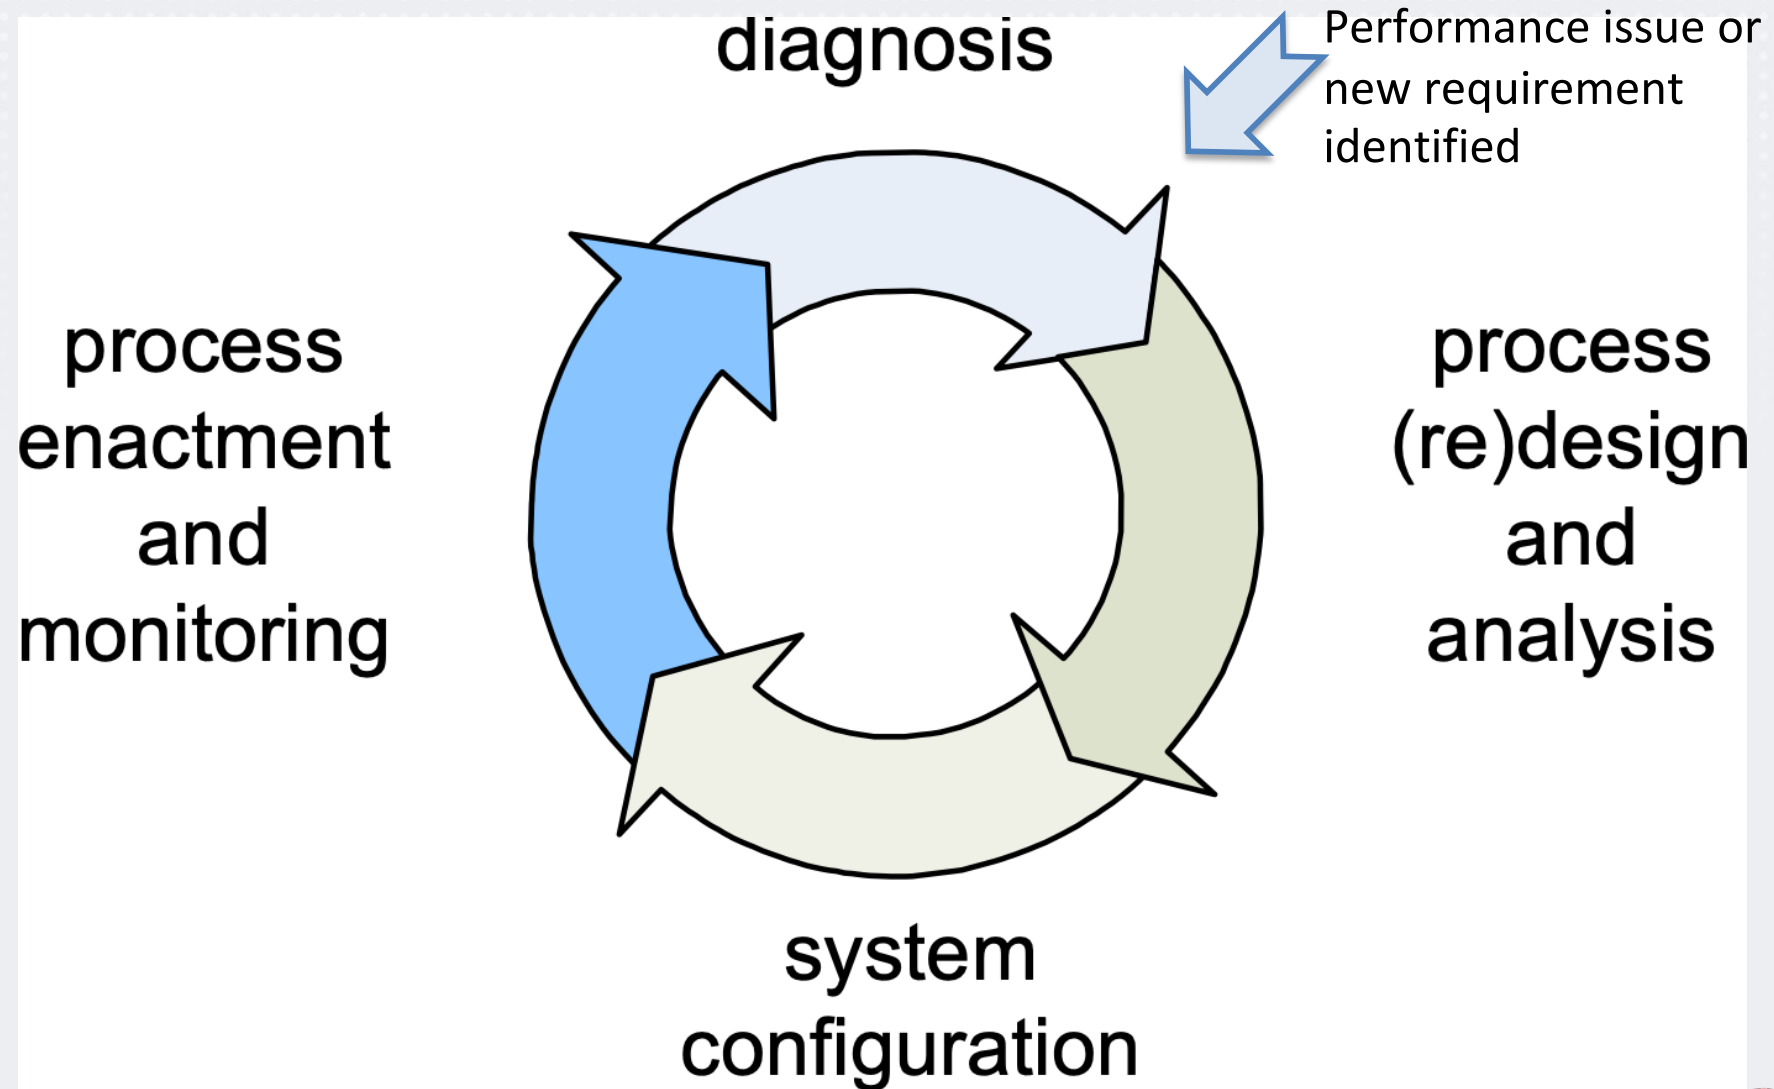 diagnosis
Performance issue or
new requirement
identified
process
enactment
and
monitoring
process
(re)design
and
analysis
system
configuration